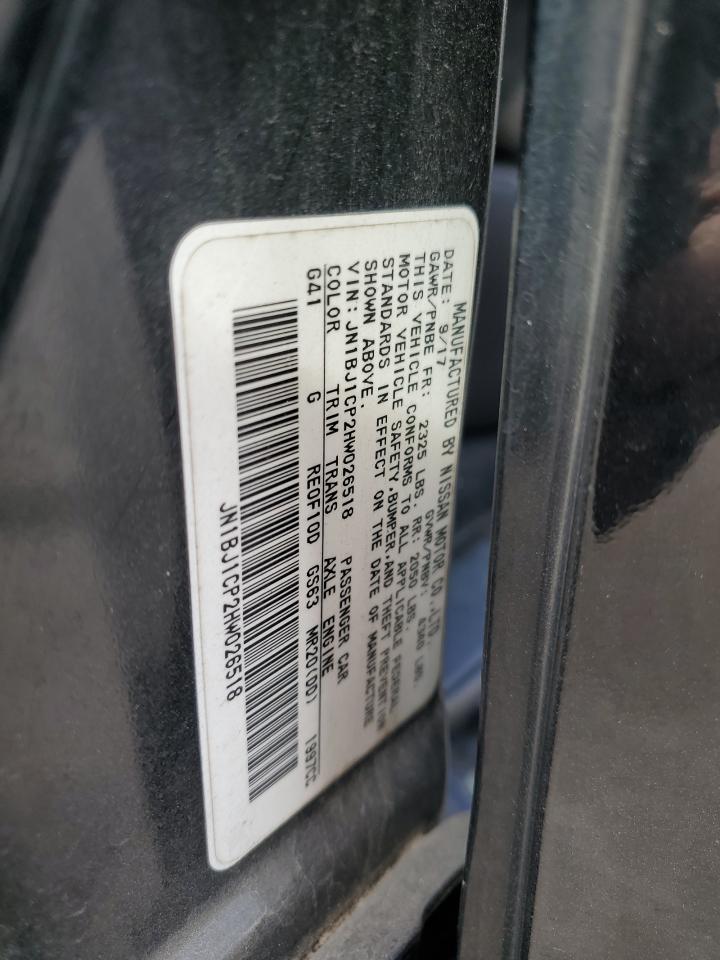 MANUFACTURED BY NISSAN MOTOR CO.,LTD.
DATE: 9/17 GVWR/PNBV: 4340 LBS.
GAWR/PNBE FR: 2325 LBS. RR: 2050 LBS.
THIS VEHICLE CONFORMS TO ALL APPLICABLE FEDERAL
MOTOR VEHICLE SAFETY,BUMPER,AND THEFT PREVENTION
STANDARDS IN EFFECT ON THE DATE OF MANUFACTURE
SHOWN ABOVE.
VIN:JN1BJ1CP2HW026518 PASSENGER CAR
COLOR TRIM TRANS AXLE ENGINE
G41 G RE0F10D GS63 MR20(DD) 1997CC
JN1BJ1CP2HW026518